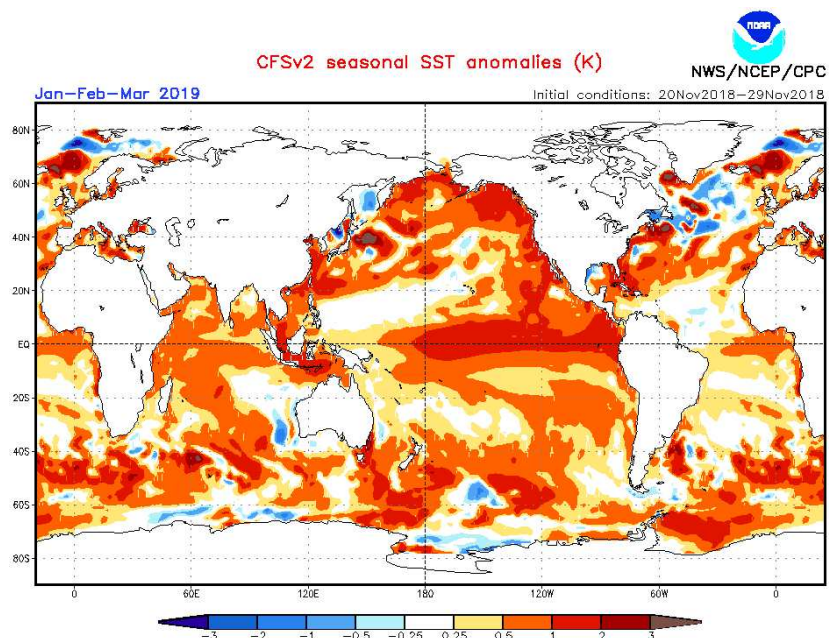 NOAA
CFSv2 seasonal SST anomalies (K)
NWS/NCEP/CPC
Jan-Feb-Mar 2019
Initial conditions: 20Nov2018-29Nov2018
80N
60N
40N
20N
EQ
20S
40S
60S
80S
0 60E 120E 180 120W 60W 0
-3 -2 -1 -0.5 -0.25 0.25 0.5 1 2 3